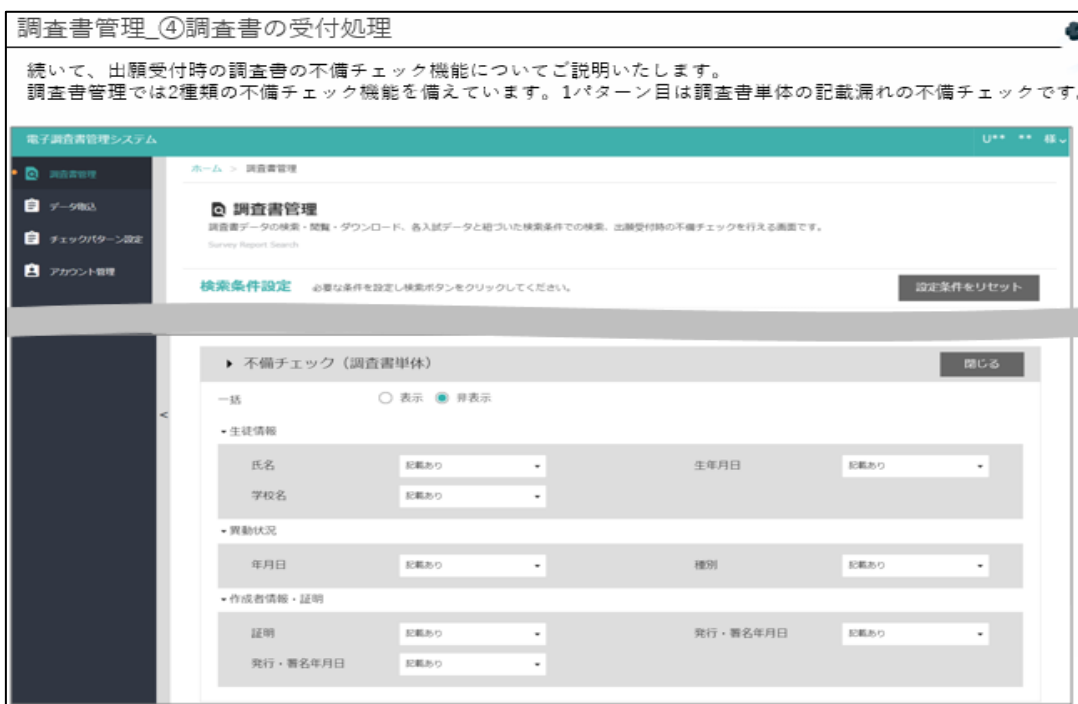 調査書管理_④調査書の受付処理
続いて、出願受付時の調査書の不備チェック機能についてご説明いたします。
調査書管理では2種類の不備チェック機能を備えています。1パターン目は調査書単体の記載漏れの不備チェックです。
電子調査書管理システム U** ** 様
調査書管理
ホーム > 調査書管理
データ取込
チェックパターン設定
アカウント管理
調査書管理
調査書データの検索・閲覧・ダウンロード、各入試データと紐づいた検索条件での検索、出願受付時の不備チェックを行える画面です。
Survey Report Search
検索条件設定 必要な条件を設定し検索ボタンをクリックしてください。 設定条件をリセット
不備チェック（調査書単体） 閉じる
一括 表示 非表示
<
生徒情報
氏名 記載あり 生年月日 記載あり
学校名 記載あり
異動状況
年月日 記載あり 種別 記載あり
作成者情報・証明
証明 記載あり 発行・署名年月日 記載あり
発行・署名年月日 記載あり